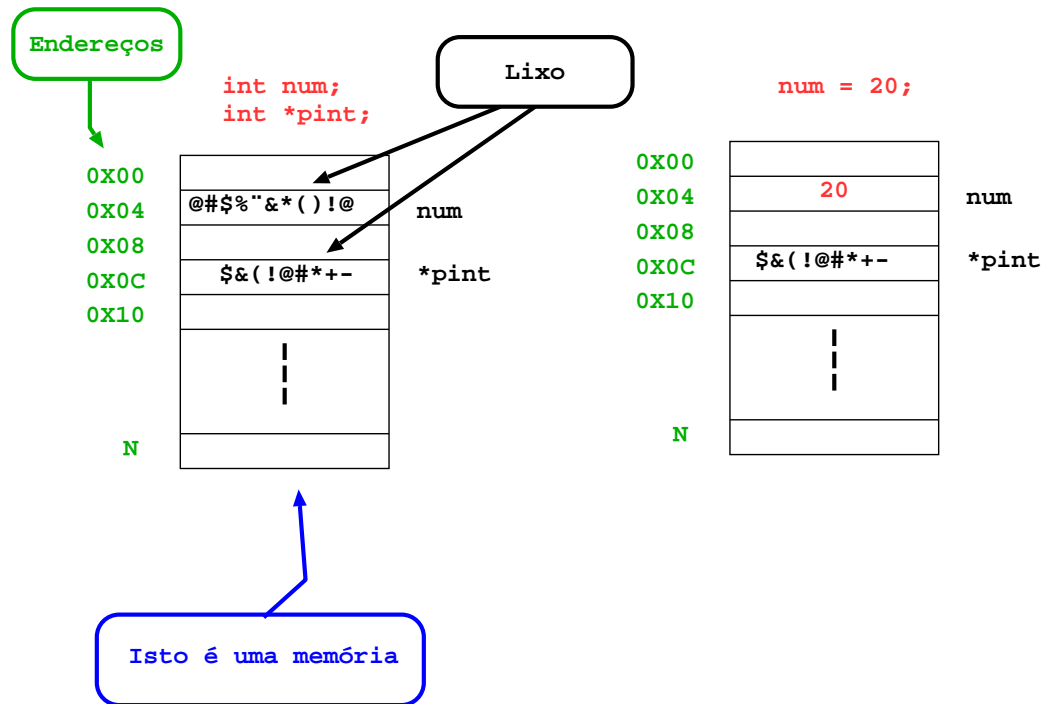 Endereços
Lixo
int num;
int *pint;
num = 20;
0X00
0X04
@#$%¨&*()!@
num
0X08
0X0C
$&(!@#*+-
*pint
0X10
N
0X00
0X04
20
num
0X08
0X0C
$&(!@#*+-
*pint
0X10
N
Isto é uma memória